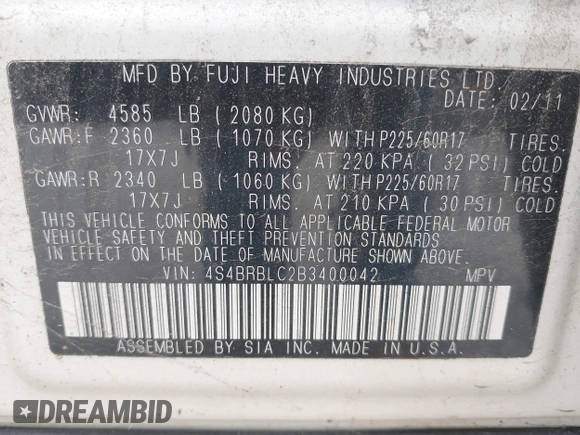 MFD BY FUJI HEAVY INDUSTRIES LTD.
DATE: 02/11
GVWR: 4585 LB ( 2080 KG)
GAWR:F 2360 LB ( 1070 KG) WITH P225/60R17 TIRES.
17X7J RIMS. AT 220 KPA ( 32 PSI) COLD
GAWR:R 2340 LB ( 1060 KG) WITH P225/60R17 TIRES.
17X7J RIMS. AT 210 KPA ( 30 PSI) COLD
THIS VEHICLE CONFORMS TO ALL APPLICABLE FEDERAL MOTOR
VEHICLE SAFETY AND THEFT PREVENTION STANDARDS
IN EFFECT ON THE DATE OF MANUFACTURE SHOWN ABOVE.
VIN: 4S4BRBLC2B3400042 MPV
ASSEMBLED BY SIA INC. MADE IN U.S.A.
DREAMBID